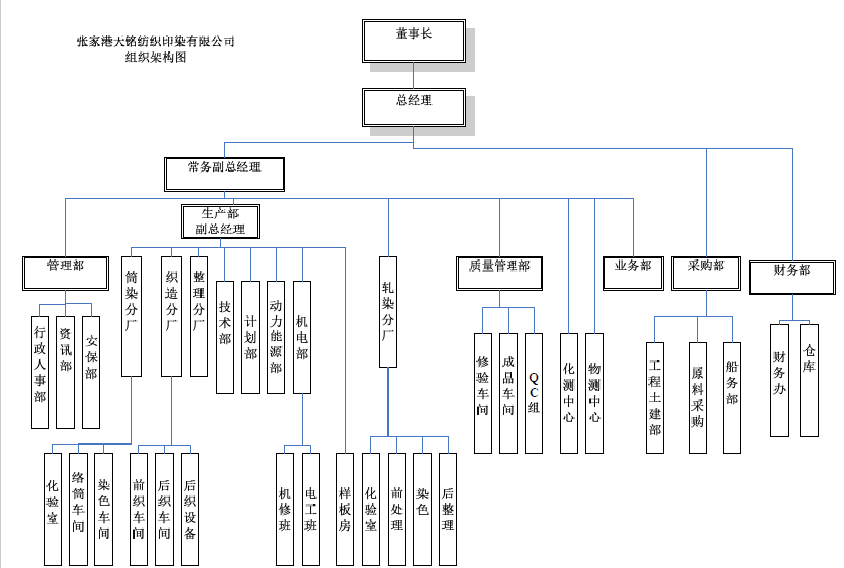 张家港大铭纺织印染有限公司
组织架构图
董事长
总经理
常务副总经理
生产部
副总经理
管理部
筒染分厂
织造分厂
整理分厂
技术部
计划部
动力能源部
机电部
轧染分厂
质量管理部
业务部
采购部
财务部
行政人事部
资讯部
安保部
修验车间
成品车间
QC组
化测中心
物测中心
工程土建部
原料采购
船务部
财务办
仓库
化验室
络筒车间
染色车间
前织车间
后织车间
后织设备
机修班
电工班
样板房
化验室
前处理
染色
后整理